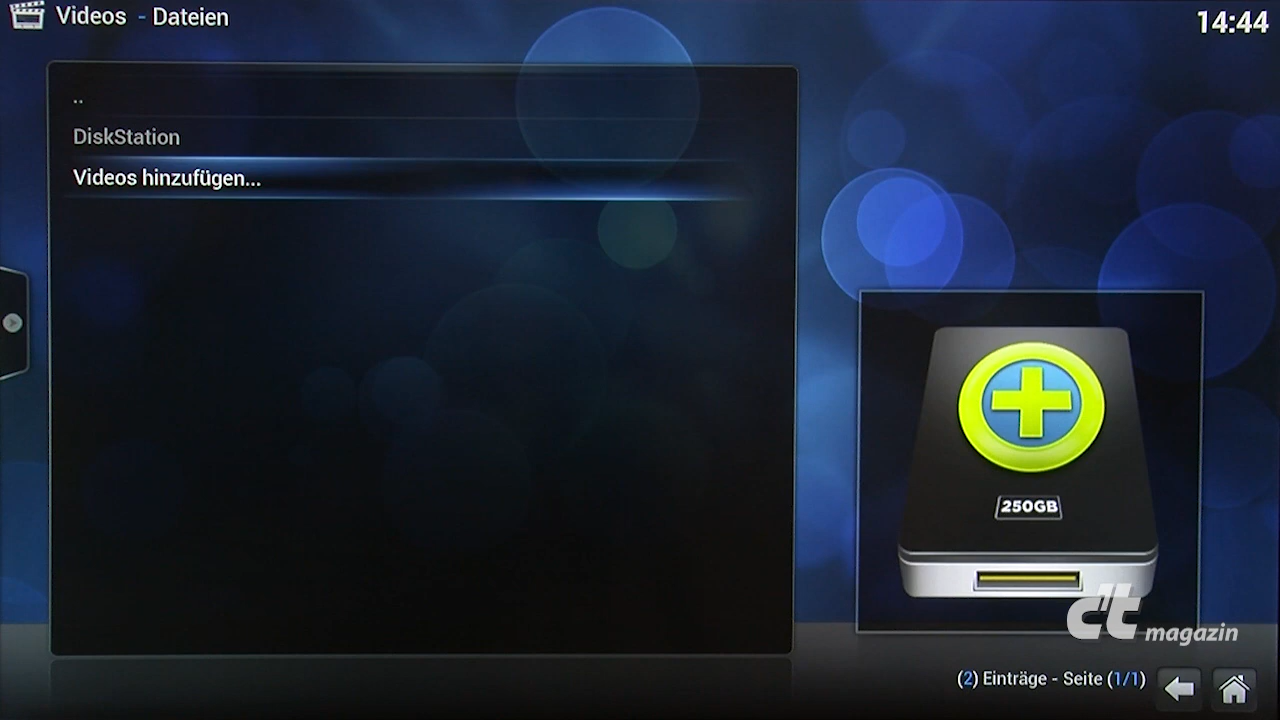 Videos - Dateien
14:44
..
DiskStation
Videos hinzufügen...
250GB
c't magazin
(2) Einträge - Seite (1/1)